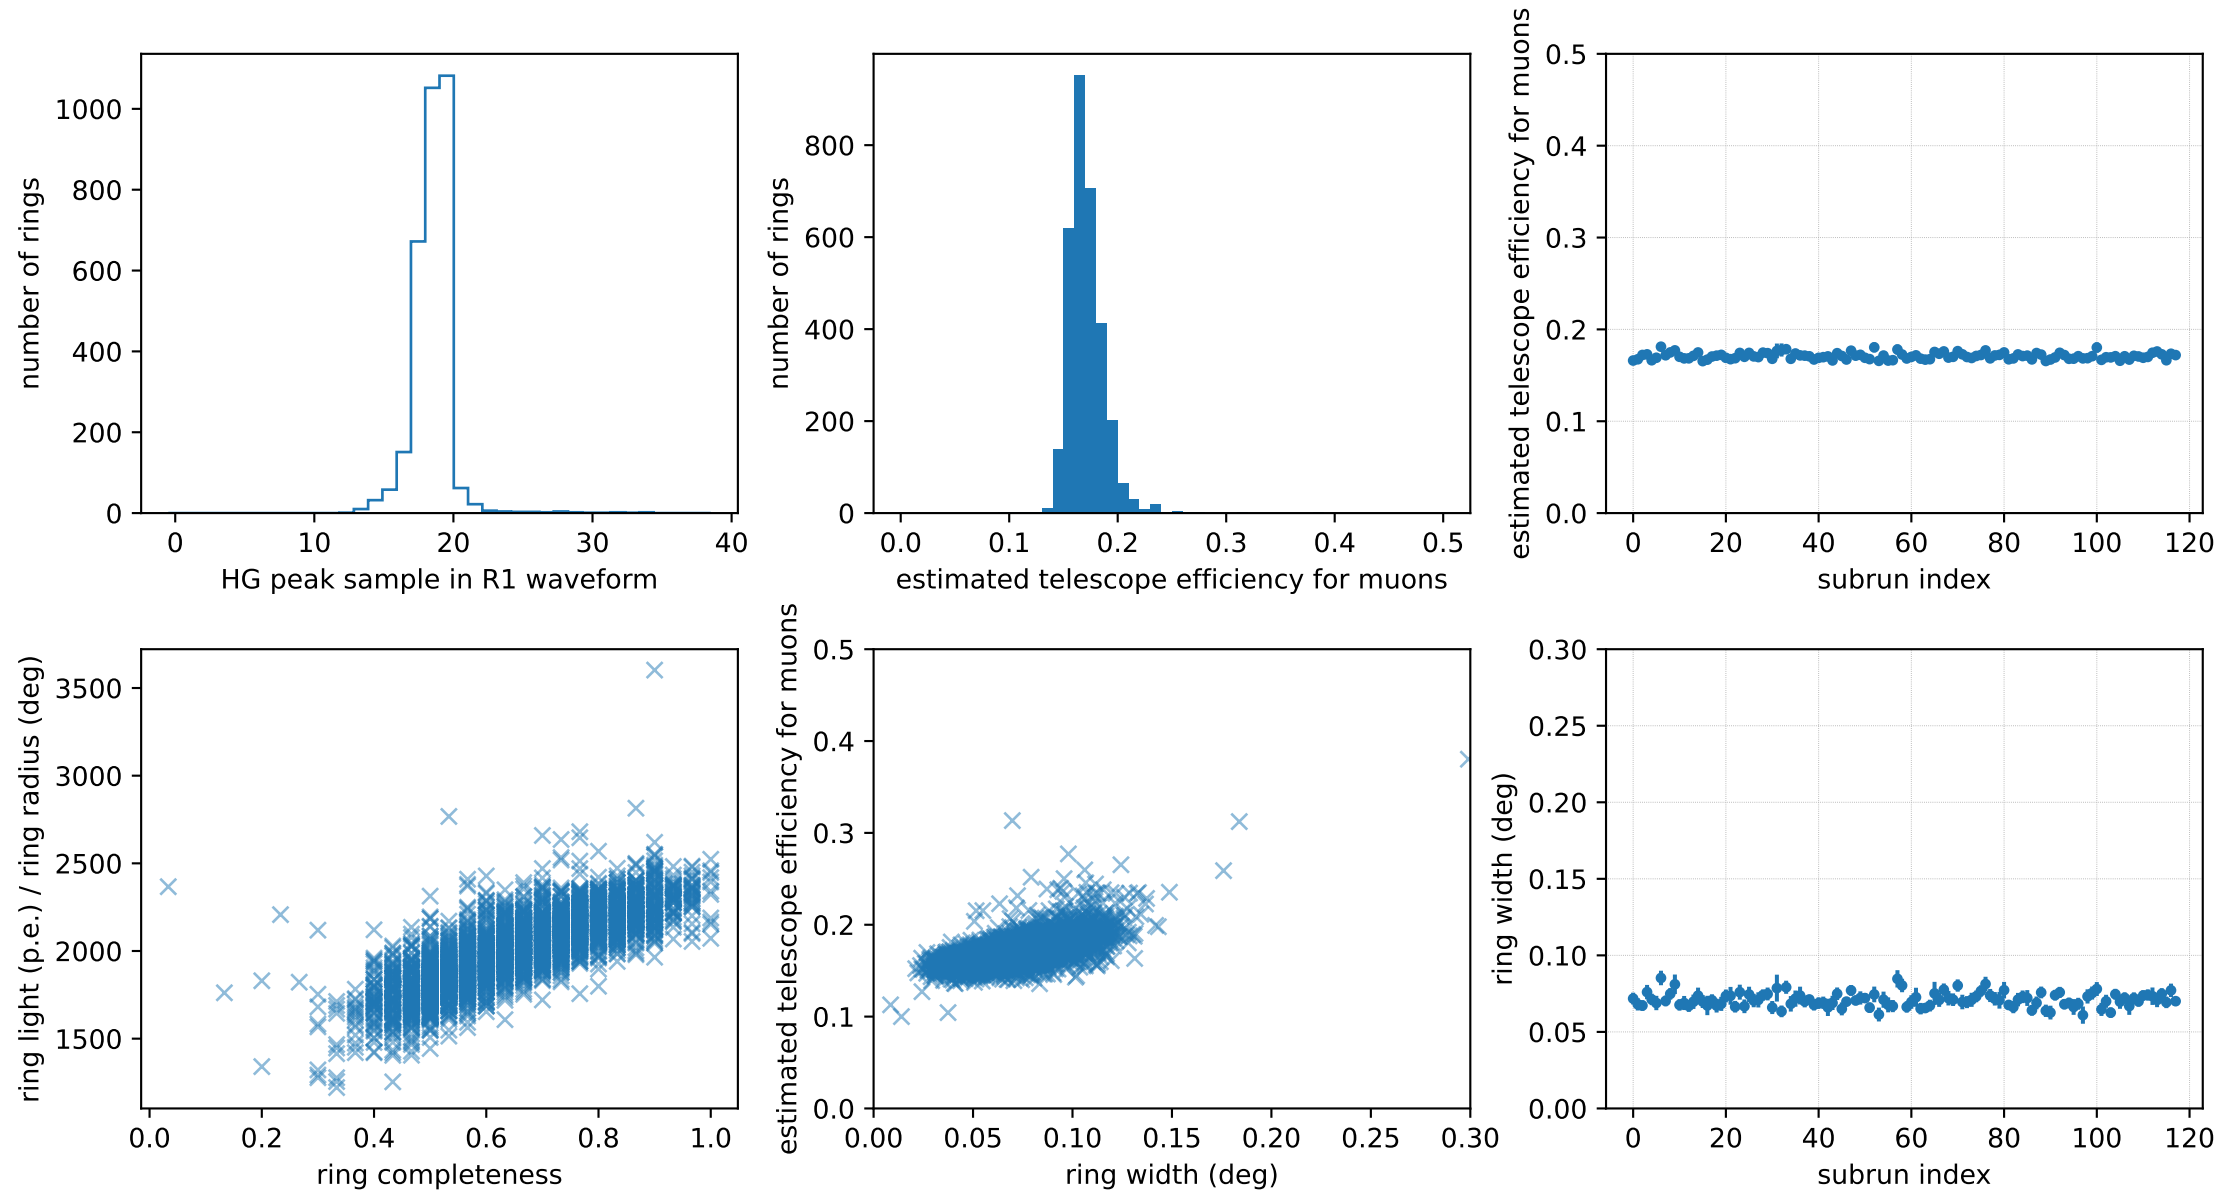 1000
800
600
400
200
0
number of rings
0 10 20 30 40
HG peak sample in R1 waveform
800
600
400
200
0
number of rings
0.0 0.1 0.2 0.3 0.4 0.5
estimated telescope efficiency for muons
0.5
0.4
0.3
0.2
0.1
0.0
estimated telescope efficiency for muons
0 20 40 60 80 100 120
subrun index
3500
3000
2500
2000
1500
ring light (p.e.) / ring radius (deg)
0.0 0.2 0.4 0.6 0.8 1.0
ring completeness
0.5
0.4
0.3
0.2
0.1
0.0
estimated telescope efficiency for muons
0.00 0.05 0.10 0.15 0.20 0.25 0.30
ring width (deg)
0.30
0.25
0.20
0.15
0.10
0.05
0.00
ring width (deg)
0 20 40 60 80 100 120
subrun index